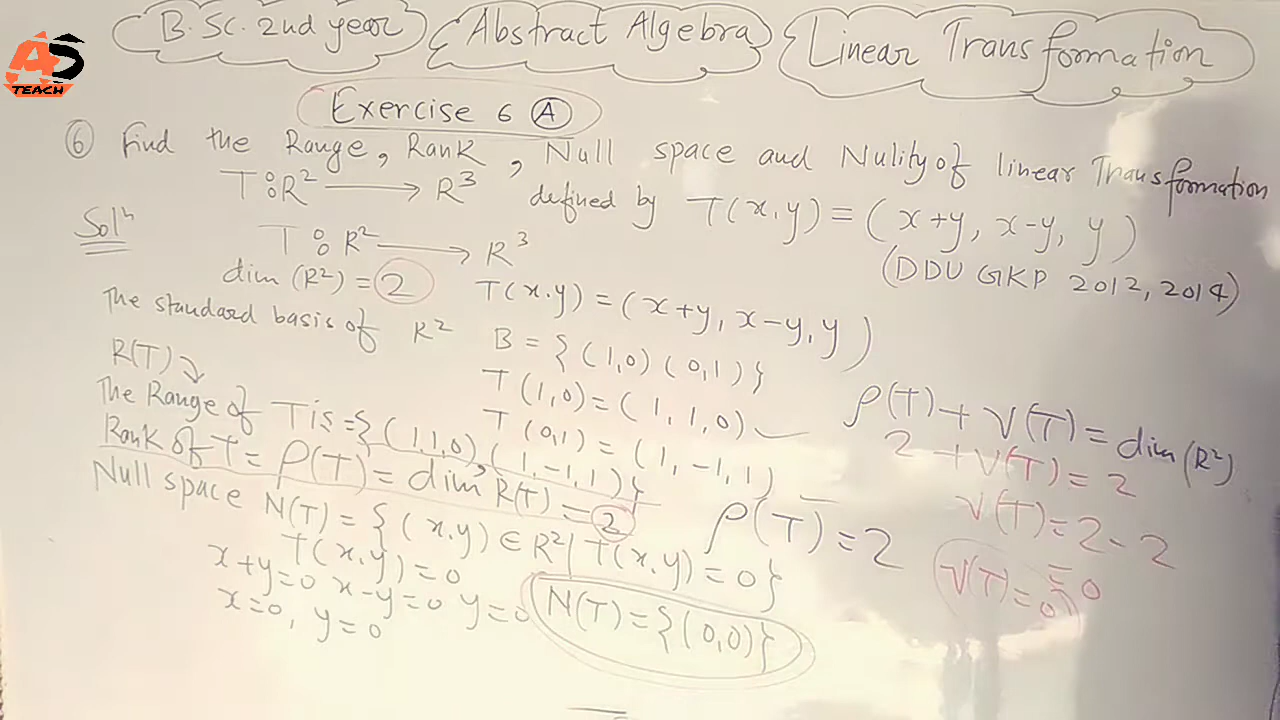 AS TEACH
B.Sc. 2nd year Abstract Algebra Linear Transformation
Exercise 6 (A)
⑥ Find the Range, Rank, Null space and Nulity of linear Transformation
T: R² → R³ defined by T(x,y) = (x+y, x-y, y)
(DDU GKP 2012, 2014)
Solⁿ T: R² → R³
dim (R²) = 2 T(x.y) = (x+y, x-y, y)
The standard basis of R² B = {(1,0) (0,1)}
R(T) T(1,0) = (1,1,0)
T(0,1) = (1,-1,1)
The Range of T is = {(1,1,0), (1,-1,1)}
Rank of T = ρ(T) = dim R(T) = 2
Null space N(T) = {(x.y) ∈ R² | T(x.y) = 0}
T(x.y) = 0
x+y=0 x-y=0 y=0
x=0, y=0
N(T) = {(0,0)}
ρ(T) + ν(T) = dim (R²)
2 + ν(T) = 2
ρ(T) = 2
ν(T) = 2-2
= 0
ν(T) = 0